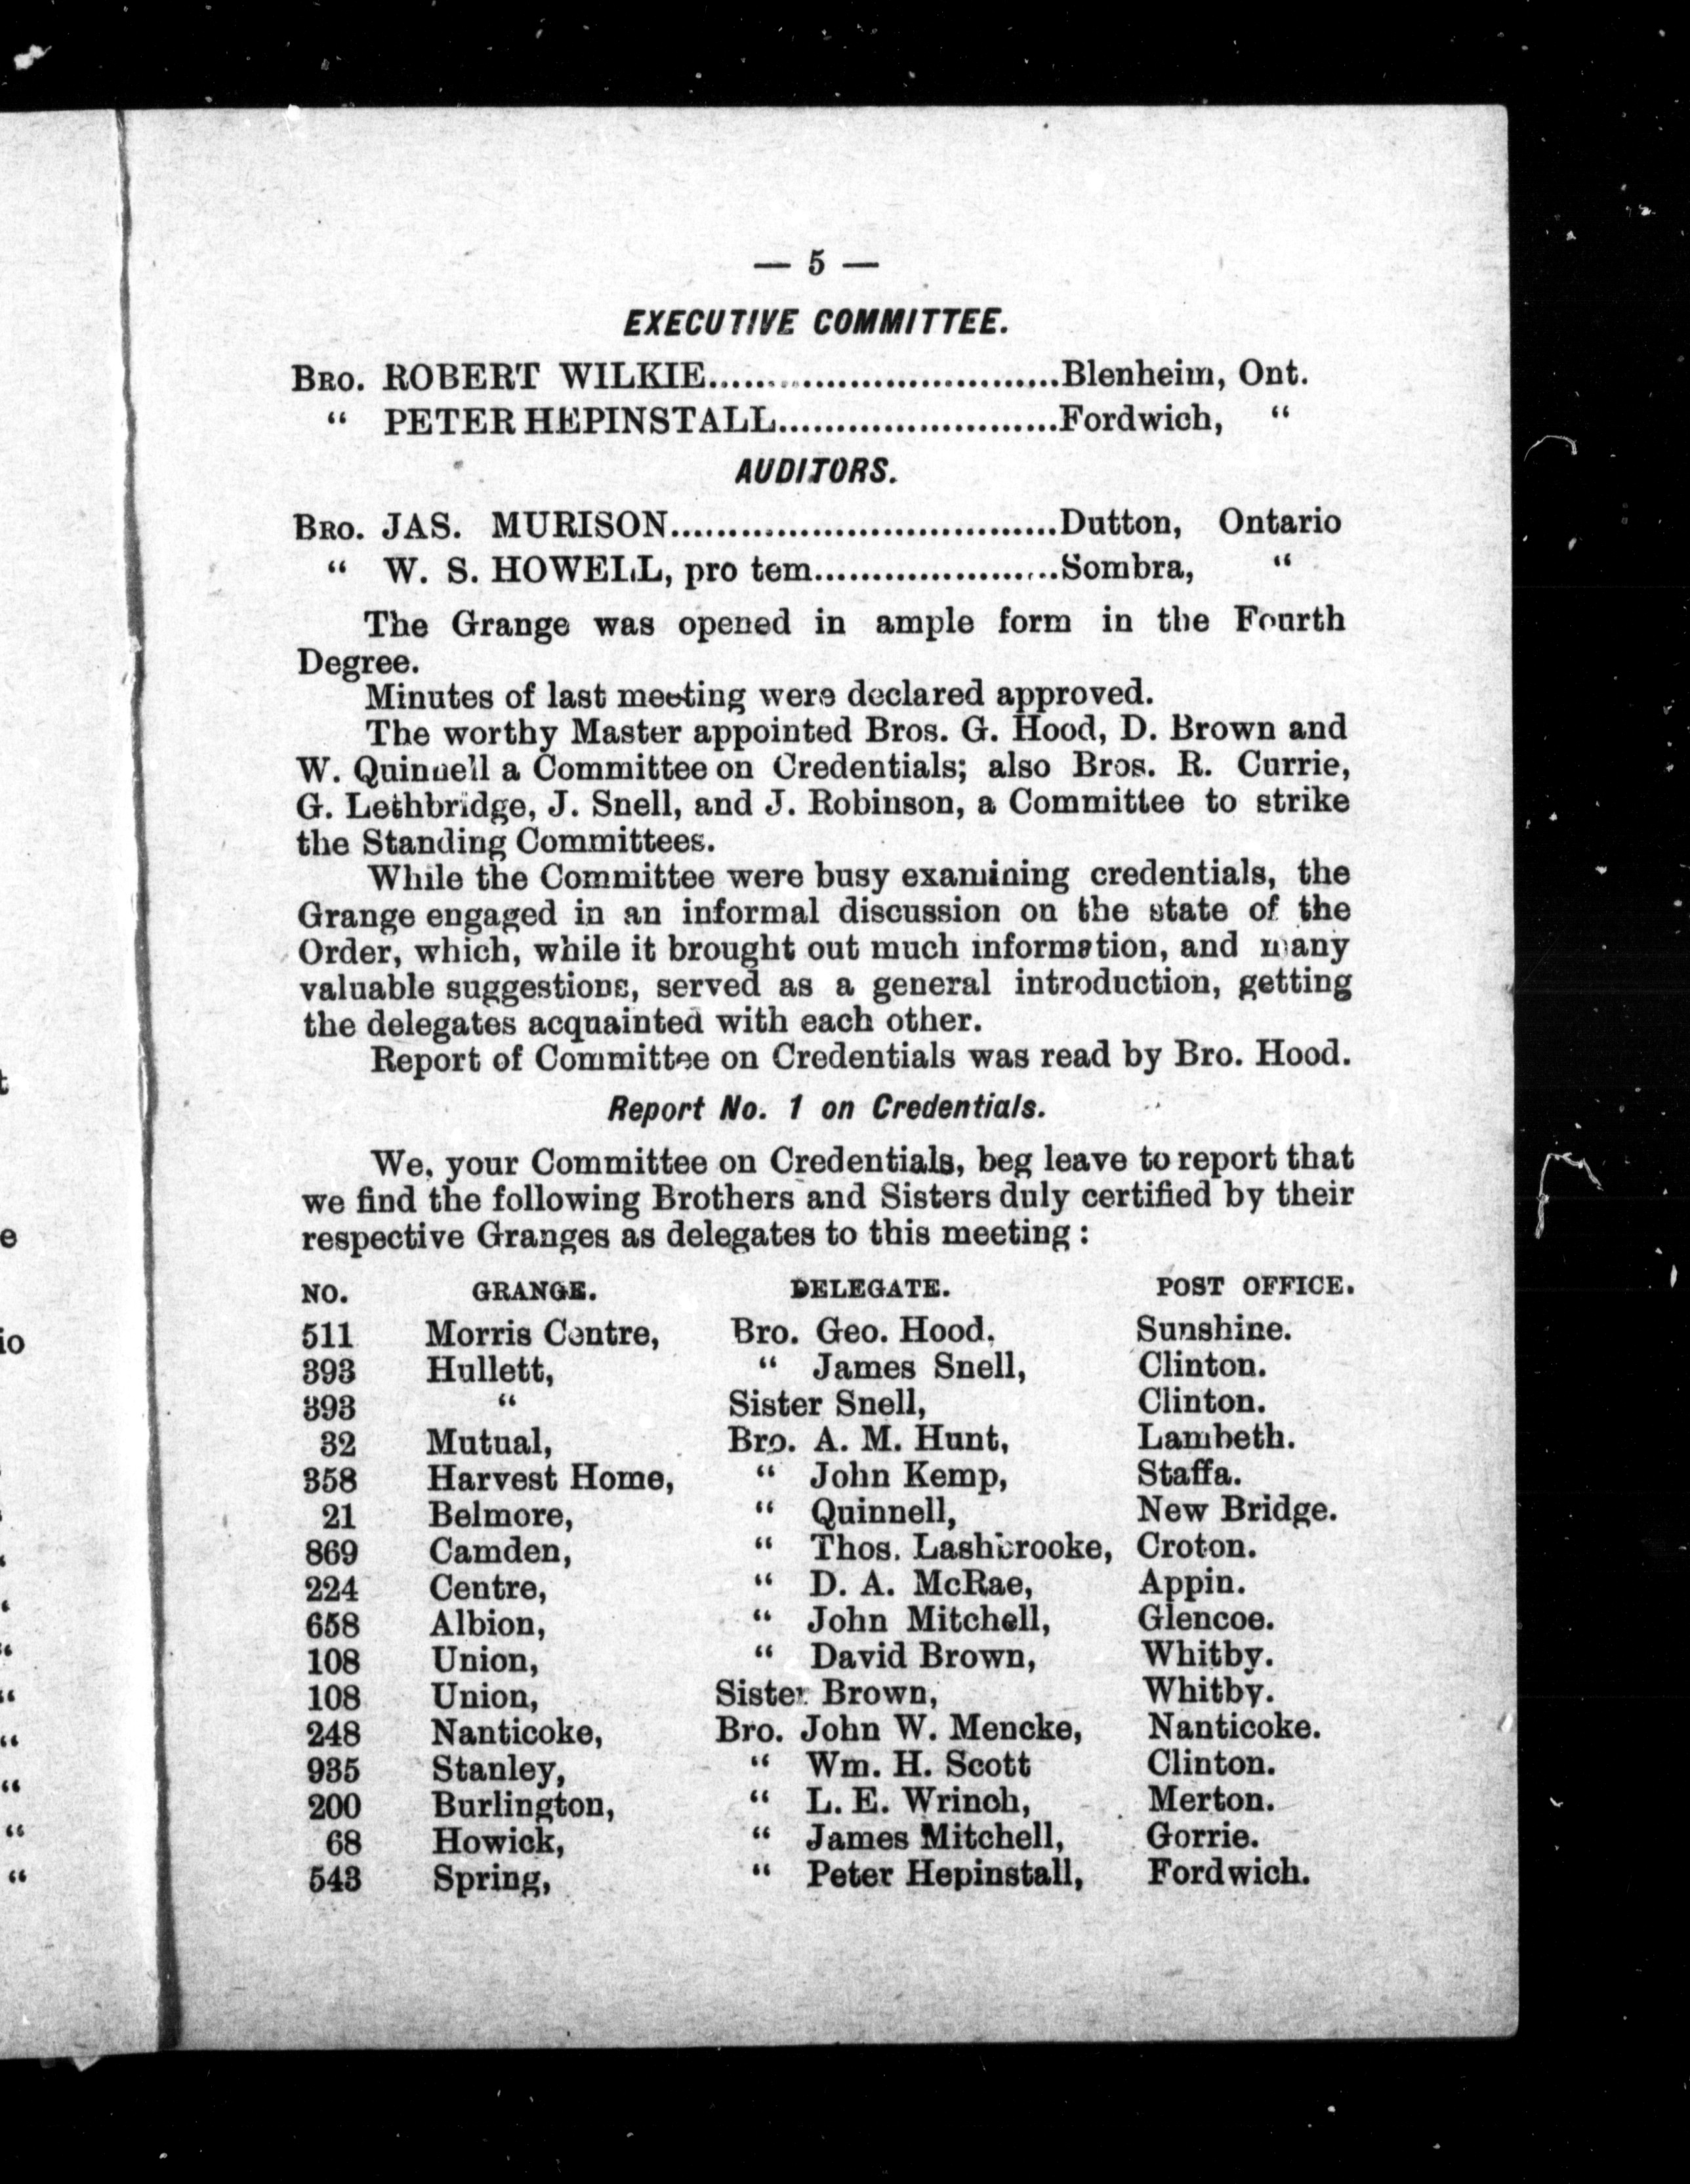 — 5 —
EXECUTIVE COMMITTEE.
BRO. ROBERT WILKIE..............................Blenheim, Ont.
“ PETER HEPINSTALL........................Fordwich, “
AUDITORS.
BRO. JAS. MURISON.................................Dutton, Ontario
“ W. S. HOWELL, pro tem.....................Sombra, “
The Grange was opened in ample form in the Fourth
Degree.
Minutes of last meeting were declared approved.
The worthy Master appointed Bros. G. Hood, D. Brown and
W. Quinnell a Committee on Credentials; also Bros. R. Currie,
G. Lethbridge, J. Snell, and J. Robinson, a Committee to strike
the Standing Committees.
While the Committee were busy examining credentials, the
Grange engaged in an informal discussion on the state of the
Order, which, while it brought out much information, and many
valuable suggestions, served as a general introduction, getting
the delegates acquainted with each other.
Report of Committee on Credentials was read by Bro. Hood.
Report No. 1 on Credentials.
We, your Committee on Credentials, beg leave to report that
we find the following Brothers and Sisters duly certified by their
respective Granges as delegates to this meeting :
NO. GRANGE. DELEGATE. POST OFFICE.
511 Morris Centre, Bro. Geo. Hood, Sunshine.
393 Hullett, “ James Snell, Clinton.
393 “ Sister Snell, Clinton.
32 Mutual, Bro. A. M. Hunt, Lambeth.
358 Harvest Home, “ John Kemp, Staffa.
21 Belmore, “ Quinnell, New Bridge.
869 Camden, “ Thos. Lashbrooke, Croton.
224 Centre, “ D. A. McRae, Appin.
658 Albion, “ John Mitchell, Glencoe.
108 Union, “ David Brown, Whitby.
108 Union, Sister Brown, Whitby.
248 Nanticoke, Bro. John W. Mencke, Nanticoke.
935 Stanley, “ Wm. H. Scott Clinton.
200 Burlington, “ L. E. Wrinch, Merton.
68 Howick, “ James Mitchell, Gorrie.
543 Spring, “ Peter Hepinstall, Fordwich.